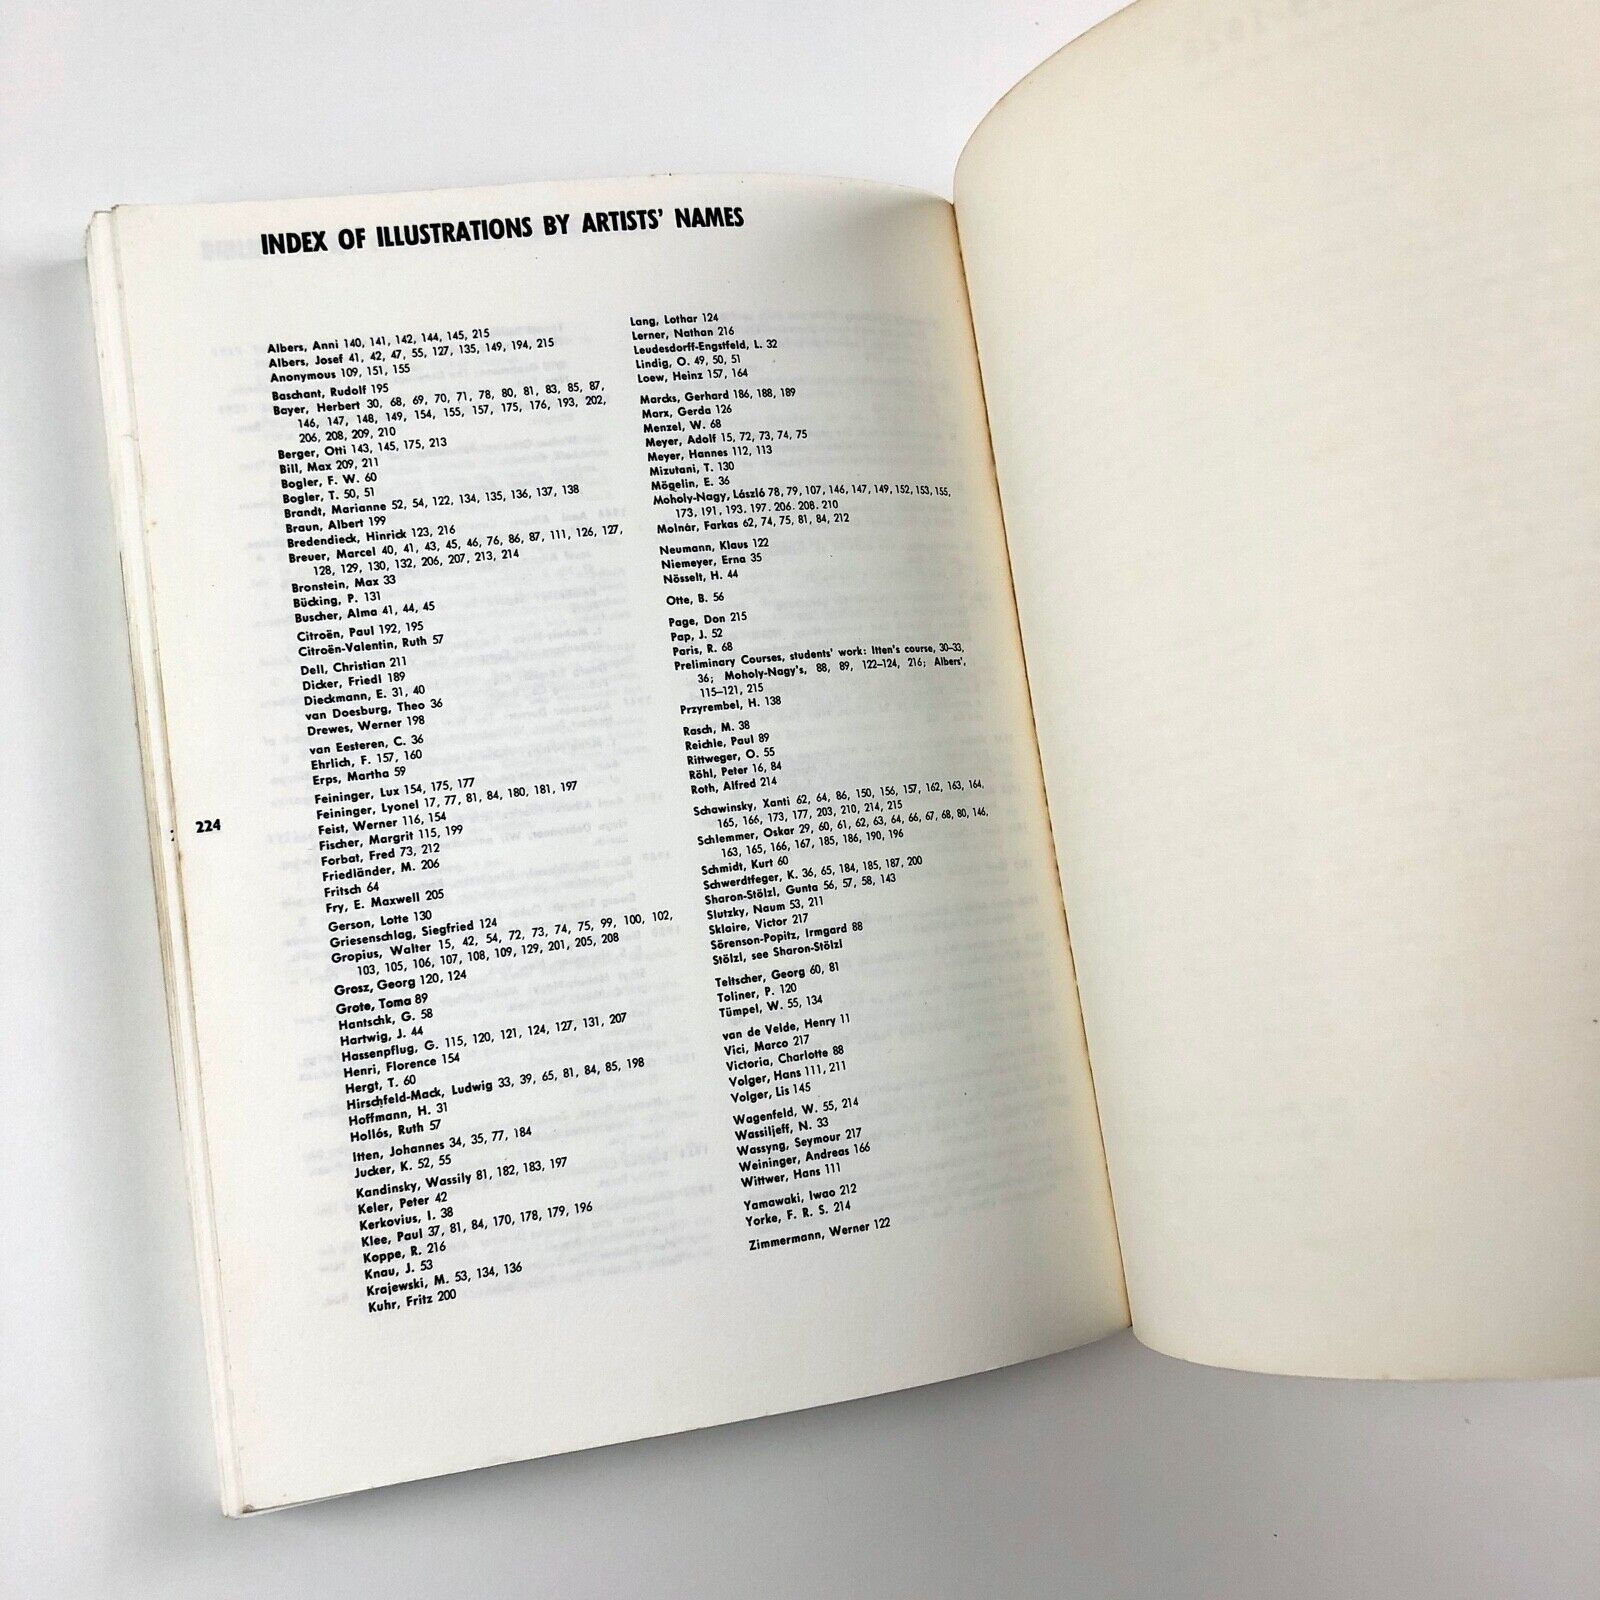 INDEX OF ILLUSTRATIONS BY ARTISTS' NAMES
Albers, Anni 140, 141, 142, 144, 145, 215
Albers, Josef 41, 42, 47, 55, 127, 135, 149, 194, 215
Anonymous 109, 151, 155
Baschant, Rudolf 195
Bayer, Herbert 30, 68, 69, 70, 71, 78, 80, 81, 83, 85, 87,
146, 147, 148, 149, 154, 155, 157, 175, 176, 193, 202,
206, 208, 209, 210
Berger, Otti 143, 145, 175, 213
Bill, Max 209, 211
Bogler, F. W. 60
Bogler, T. 50, 51
Brandt, Marianne 52, 54, 122, 134, 135, 136, 137, 138
Braun, Albert 199
Bredendieck, Hinrick 123, 216
Breuer, Marcel 40, 41, 43, 45, 46, 76, 86, 87, 111, 126, 127,
128, 129, 130, 132, 206, 207, 213, 214
Bronstein, Max 33
Bücking, P. 131
Buscher, Alma 41, 44, 45
Citroën, Paul 192, 195
Citroën-Valentin, Ruth 57
Dell, Christian 211
Dicker, Friedl 189
Dieckmann, E. 31, 40
van Doesburg, Theo 36
Drewes, Werner 198
van Eesteren, C. 36
Ehrlich, F. 157, 160
Erps, Martha 59
Feininger, Lux 154, 175, 177
Feininger, Lyonel 17, 77, 81, 84, 180, 181, 197
Feist, Werner 116, 154
Fischer, Margrit 115, 199
Forbat, Fred 73, 212
Friedländer, M. 206
Fritsch 64
Fry, E. Maxwell 205
Gerson, Lotte 130
Griesenschlag, Siegfried 124
Gropius, Walter 15, 42, 54, 72, 73, 74, 75, 99, 100, 102,
103, 105, 106, 107, 108, 109, 129, 201, 205, 208
Grosz, Georg 120, 124
Grote, Toma 89
Hantschk, G. 58
Hartwig, J. 44
Hassenpflug, G. 115, 120, 121, 124, 127, 131, 207
Henri, Florence 154
Hergt, T. 60
Hirschfeld-Mack, Ludwig 33, 39, 65, 81, 84, 85, 198
Hoffmann, H. 31
Hollós, Ruth 57
Itten, Johannes 34, 35, 77, 184
Jucker, K. 52, 55
Kandinsky, Wassily 81, 182, 183, 197
Keler, Peter 42
Kerkovius, I. 38
Klee, Paul 37, 81, 84, 170, 178, 179, 196
Koppe, R. 216
Knau, J. 53
Krajewski, M. 53, 134, 136
Kuhr, Fritz 200
Lang, Lothar 124
Lerner, Nathan 216
Leudesdorff-Engstfeld, L. 32
Lindig, O. 49, 50, 51
Loew, Heinz 157, 164
Marcks, Gerhard 186, 188, 189
Marx, Gerda 126
Menzel, W. 68
Meyer, Adolf 15, 72, 73, 74, 75
Meyer, Hannes 112, 113
Mizutani, T. 130
Mögelin, E. 36
Moholy-Nagy, László 78, 79, 107, 146, 147, 149, 152, 153, 155,
173, 191, 193, 197, 206, 208, 210
Molnár, Farkas 62, 74, 75, 81, 84, 212
Neumann, Klaus 122
Niemeyer, Erna 35
Nösselt, H. 44
Otte, B. 56
Page, Don 215
Pap, J. 52
Paris, R. 68
Preliminary Courses, students' work: Itten's course, 30–33,
36; Moholy-Nagy's, 88, 89, 122–124, 216; Albers',
115–121, 215
Przyrembel, H. 138
Rasch, M. 38
Reichle, Paul 89
Rittweger, O. 55
Röhl, Peter 16, 84
Roth, Alfred 214
Schawinsky, Xanti 62, 64, 86, 150, 156, 157, 162, 163, 164,
165, 166, 173, 177, 203, 210, 214, 215
Schlemmer, Oskar 29, 60, 61, 62, 63, 64, 66, 67, 68, 80, 146,
163, 165, 166, 167, 185, 186, 190, 196
Schmidt, Kurt 60
Schwerdtfeger, K. 36, 65, 184, 185, 187, 200
Sharon-Stölzl, Gunta 56, 57, 58, 143
Slutzky, Naum 53, 211
Sklaire, Victor 217
Sörenson-Popitz, Irmgard 88
Stölzl, see Sharon-Stölzl
Teltscher, Georg 60, 81
Toliner, P. 120
Tümpel, W. 55, 134
van de Velde, Henry 11
Vici, Marco 217
Victoria, Charlotte 88
Volger, Hans 111, 211
Volger, Lis 145
Wagenfeld, W. 55, 214
Wassiljeff, N. 33
Wassyng, Seymour 217
Weininger, Andreas 166
Wittwer, Hans 111
Yamawaki, Iwao 212
Yorke, F. R. S. 214
Zimmermann, Werner 122
224